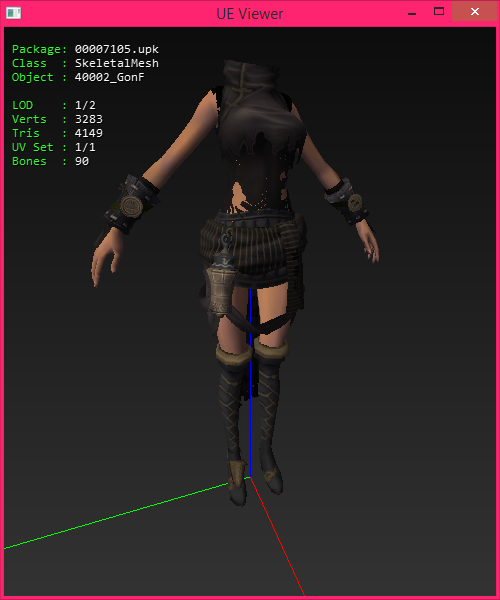 UE Viewer
Package: 00007105.upk
Class  : SkeletalMesh
Object : 40002_GonF
LOD    : 1/2
Verts  : 3283
Tris   : 4149
UV Set : 1/1
Bones  : 90